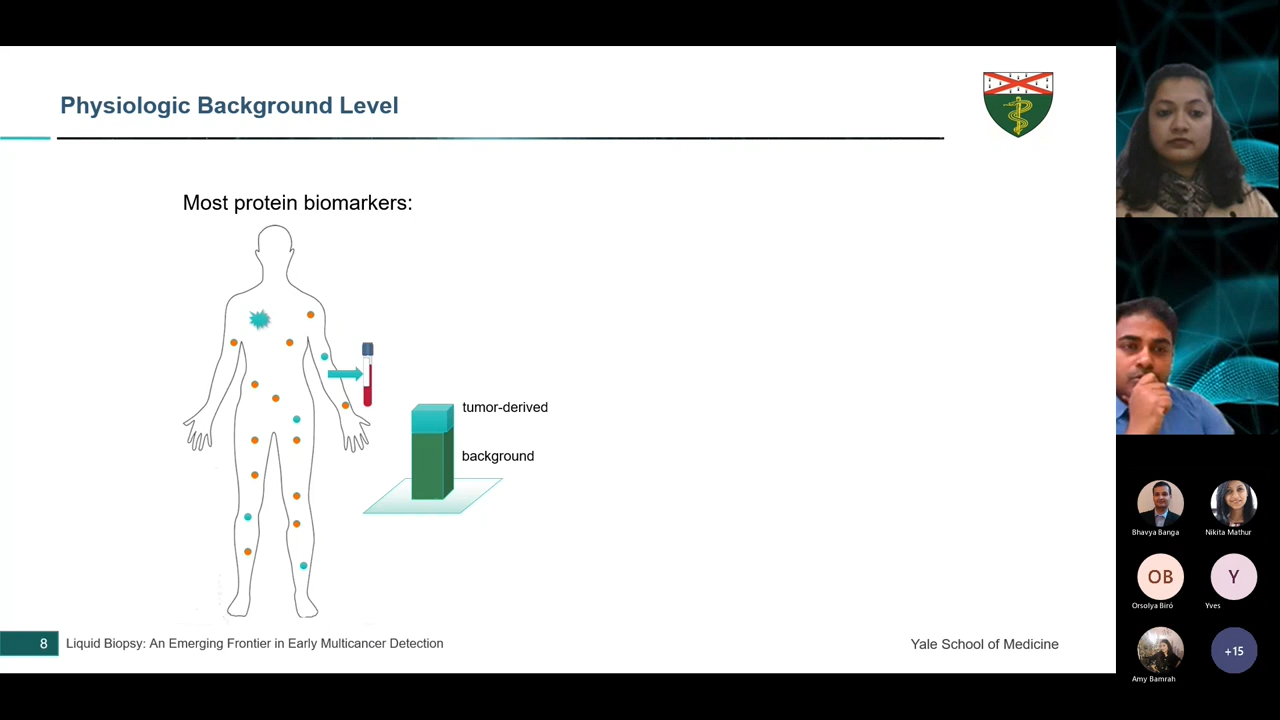 Physiologic Background Level
Most protein biomarkers:
tumor-derived
background
8
Liquid Biopsy: An Emerging Frontier in Early Multicancer Detection
Yale School of Medicine
Bhavya Banga
Nikita Mathur
OB
Y
Orsolya Biró
Yves
+15
Amy Bamrah